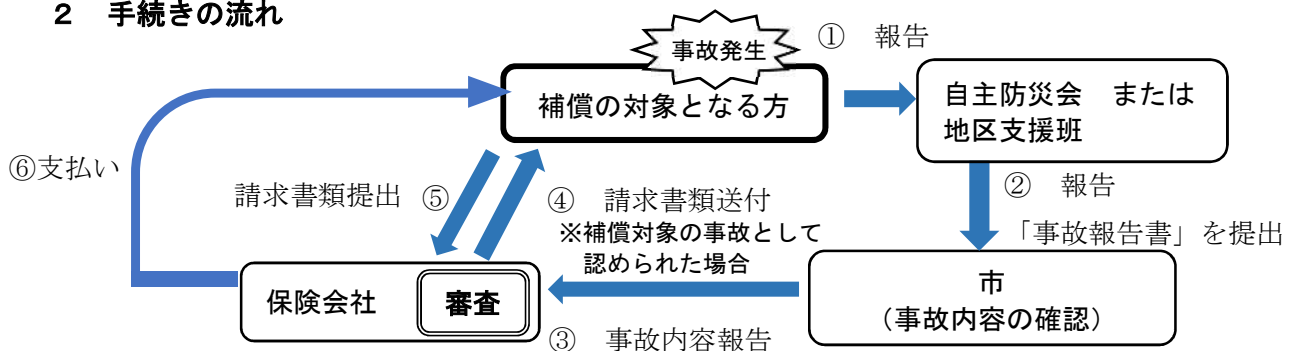 ２　手続きの流れ
事故発生
①　報告
補償の対象となる方
自主防災会　または
地区支援班
⑥支払い
②　報告
「事故報告書」を提出
請求書類提出　⑤
④　請求書類送付
※補償対象の事故として
認められた場合
市
（事故内容の確認）
保険会社
審査
③　事故内容報告